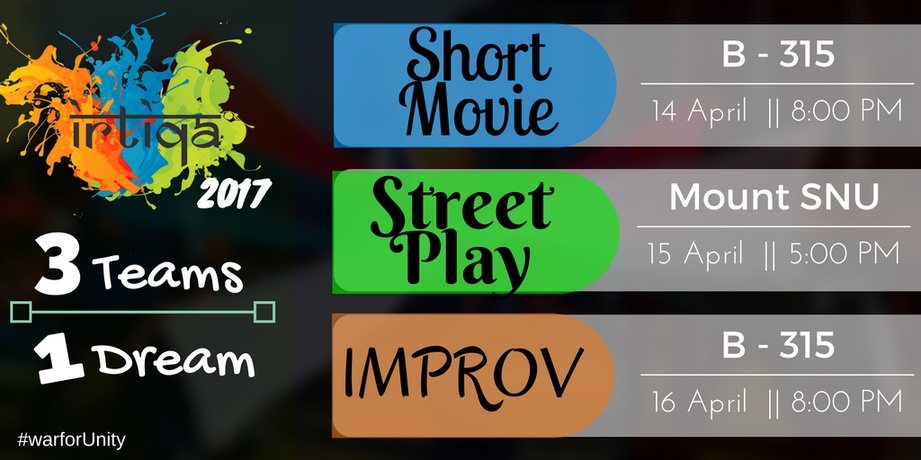 irtiqa
2017
3 Teams
1 Dream
#warforUnity
Short
Movie
B - 315
14 April || 8:00 PM
Street
Play
Mount SNU
15 April || 5:00 PM
IMPROV
B - 315
16 April || 8:00 PM